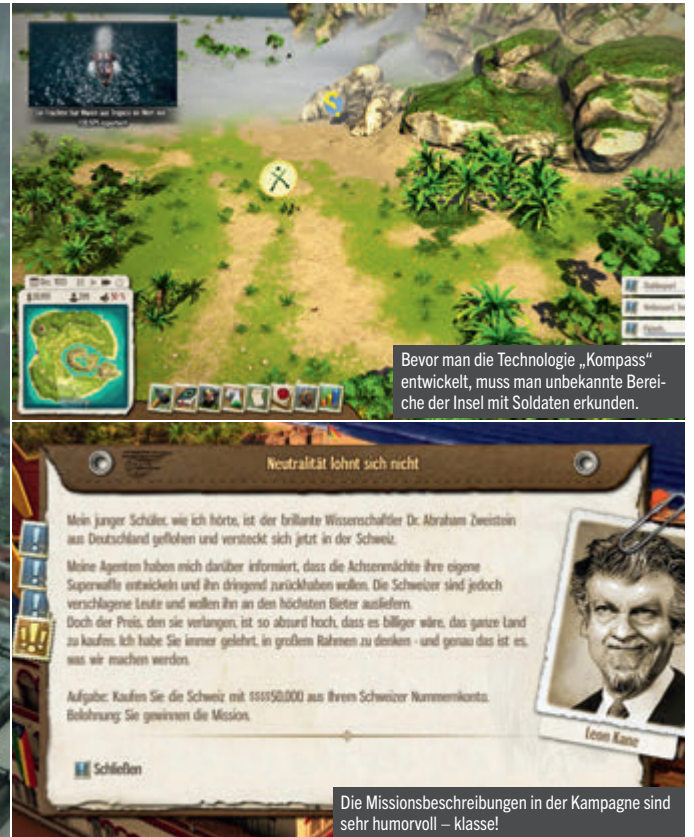 Dec. 1903
Bevor man die Technologie „Kompass“
entwickelt, muss man unbekannte Berei-
che der Insel mit Soldaten erkunden.
Neutralität lohnt sich nicht
Mein junger Schüler, wie ich hörte, ist der brillante Wissenschaftler Dr. Abraham Zweistein
aus Deutschland geflohen und versteckt sich jetzt in der Schweiz.
Meine Agenten haben mich darüber informiert, dass die Achsenmächte ihre eigene
Superwaffe entwickeln und ihn dringend zurückhaben wollen. Die Schweizer sind jedoch
verschlagene Leute und wollen ihn an den höchsten Bieter ausliefern.
Doch der Preis, den sie verlangen, ist so absurd hoch, dass es billiger wäre, das ganze Land
zu kaufen. Ich habe Sie immer gelehrt, in großem Rahmen zu denken - und genau das ist es,
was wir machen werden.
Aufgabe: Kaufen Sie die Schweiz mit $$$$50,000 aus Ihrem Schweizer Nummernkonto.
Belohnung: Sie gewinnen die Mission.
Leon Kane
Schließen
Die Missionsbeschreibungen in der Kampagne sind
sehr humorvoll – klasse!